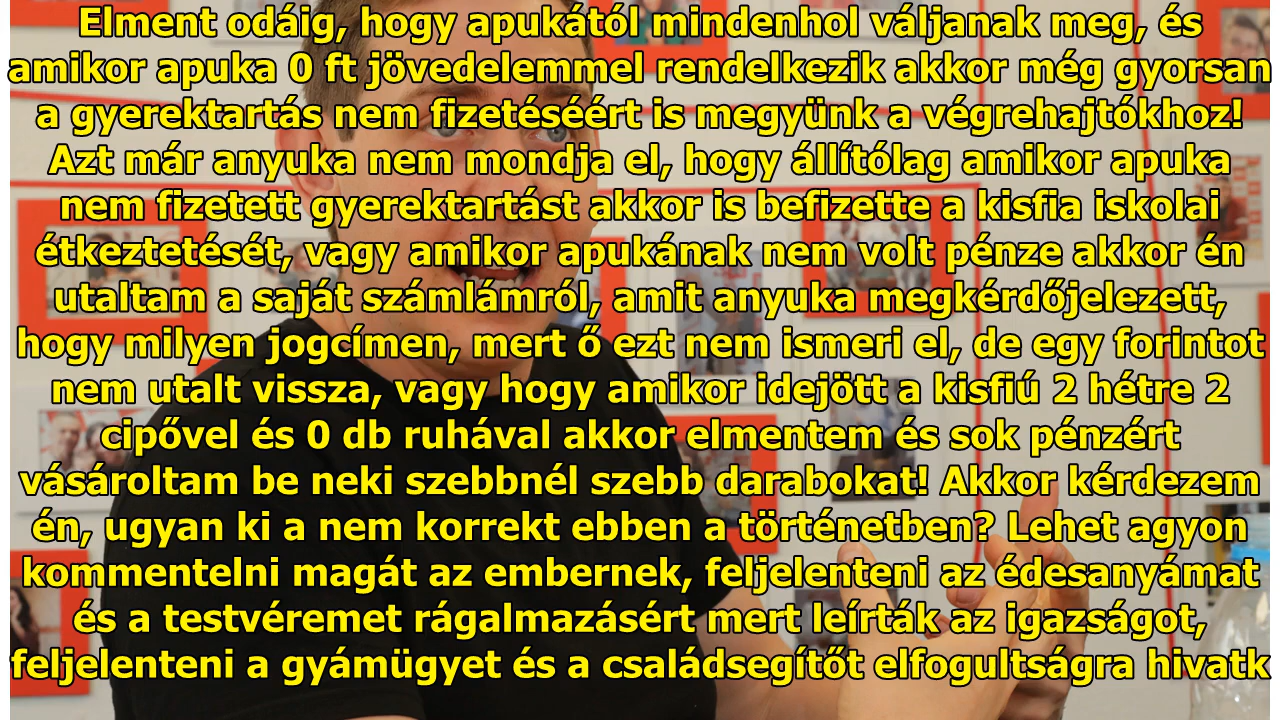 Elment odáig, hogy apukától mindenhol váljanak meg, és
amikor apuka 0 ft jövedelemmel rendelkezik akkor még gyorsan
a gyerektartás nem fizetéséért is megyünk a végrehajtókhoz!
Azt már anyuka nem mondja el, hogy állítólag amikor apuka
nem fizetett gyerektartást akkor is befizette a kisfia iskolai
étkeztetését, vagy amikor apukának nem volt pénze akkor én
utaltam a saját számlámról, amit anyuka megkérdőjelezett,
hogy milyen jogcímen, mert ő ezt nem ismeri el, de egy forintot
nem utalt vissza, vagy hogy amikor idejött a kisfiú 2 hétre 2
cipővel és 0 db ruhával akkor elmentem és sok pénzért
vásároltam be neki szebbnél szebb darabokat! Akkor kérdezem
én, ugyan ki a nem korrekt ebben a történetben? Lehet agyon
kommentelni magát az embernek, feljelenteni az édesanyámat
és a testvéremet rágalmazásért mert leírták az igazságot,
feljelenteni a gyámügyet és a családsegítőt elfogultságra hivatk